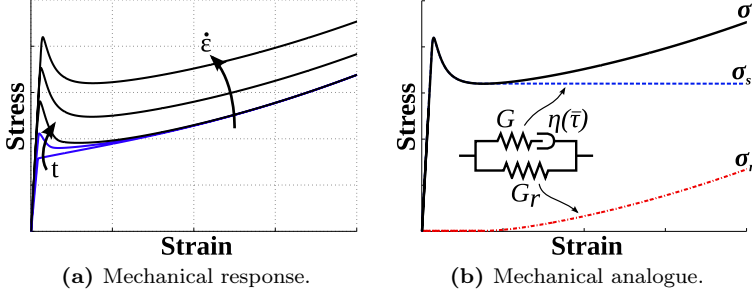 Stress
ε̇
t
Strain
(a) Mechanical response.
Stress
σ
σs
σr
G
η(τ̄)
Gr
Strain
(b) Mechanical analogue.